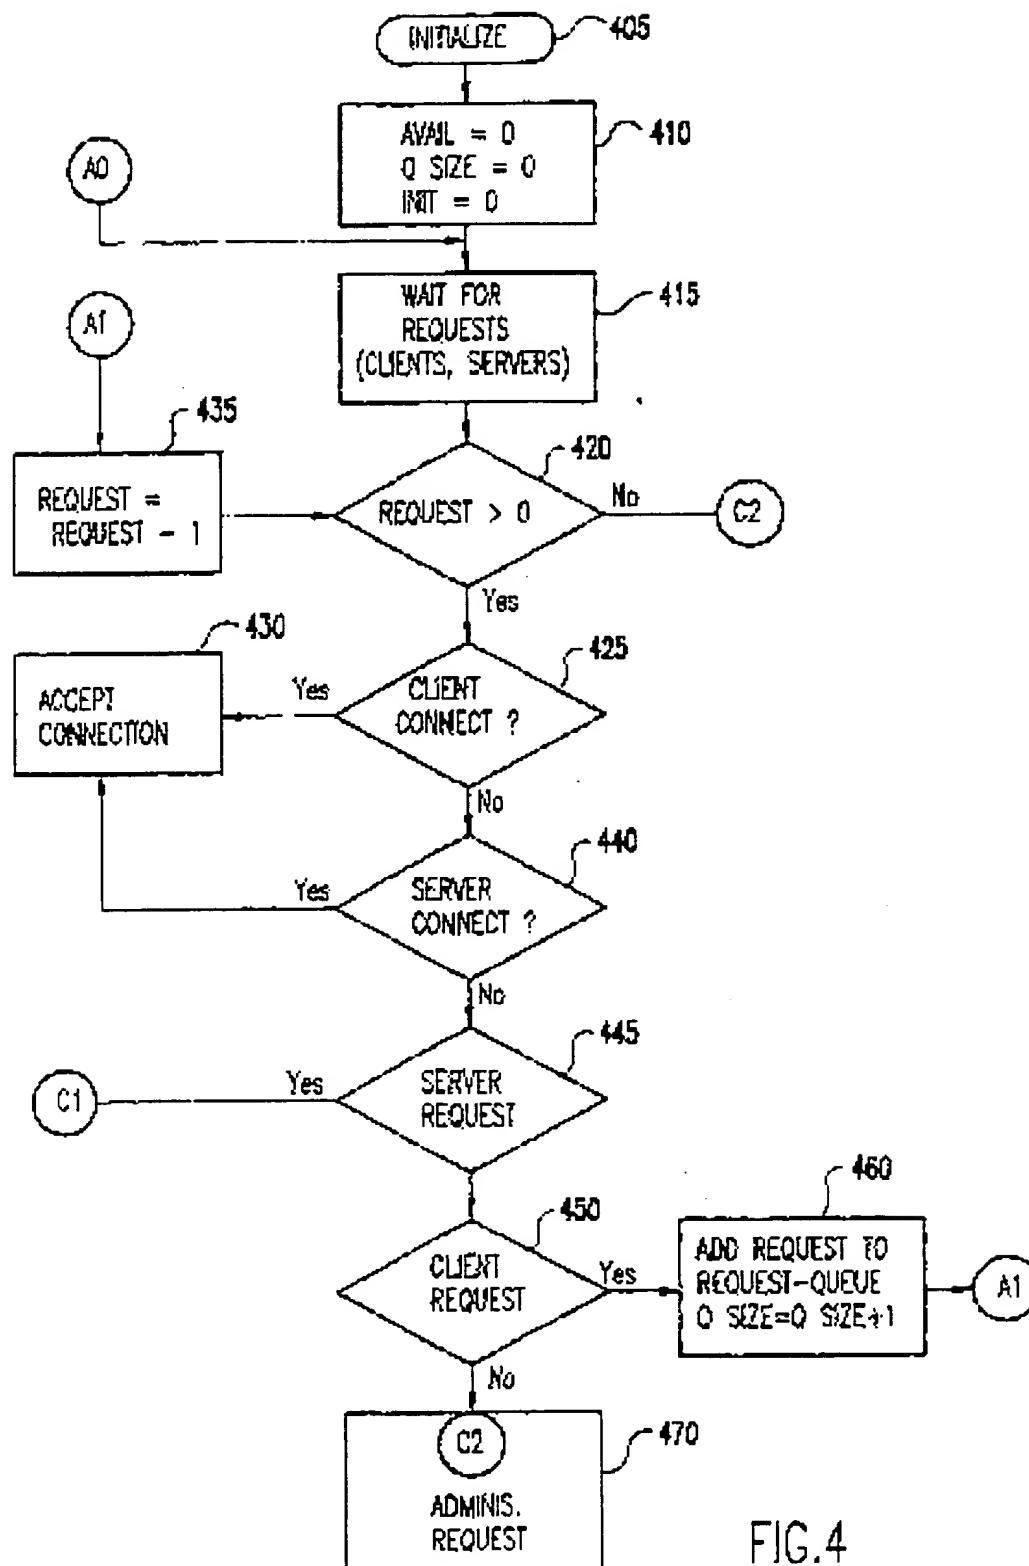 INITIALIZE
405
AVAIL = 0
Q SIZE = 0
INIT = 0
410
A0
WAIT FOR
REQUESTS
(CLIENTS, SERVERS)
415
A1
435
REQUEST =
REQUEST - 1
420
REQUEST > 0
No
C2
Yes
430
ACCEPT
CONNECTION
Yes
425
CLIENT
CONNECT ?
No
440
Yes
SERVER
CONNECT ?
No
445
C1
Yes
SERVER
REQUEST
450
CLIENT
REQUEST
Yes
460
ADD REQUEST TO
REQUEST-QUEUE
Q SIZE=Q SIZE+1
A1
No
C2
470
ADMINIS.
REQUEST
FIG.4